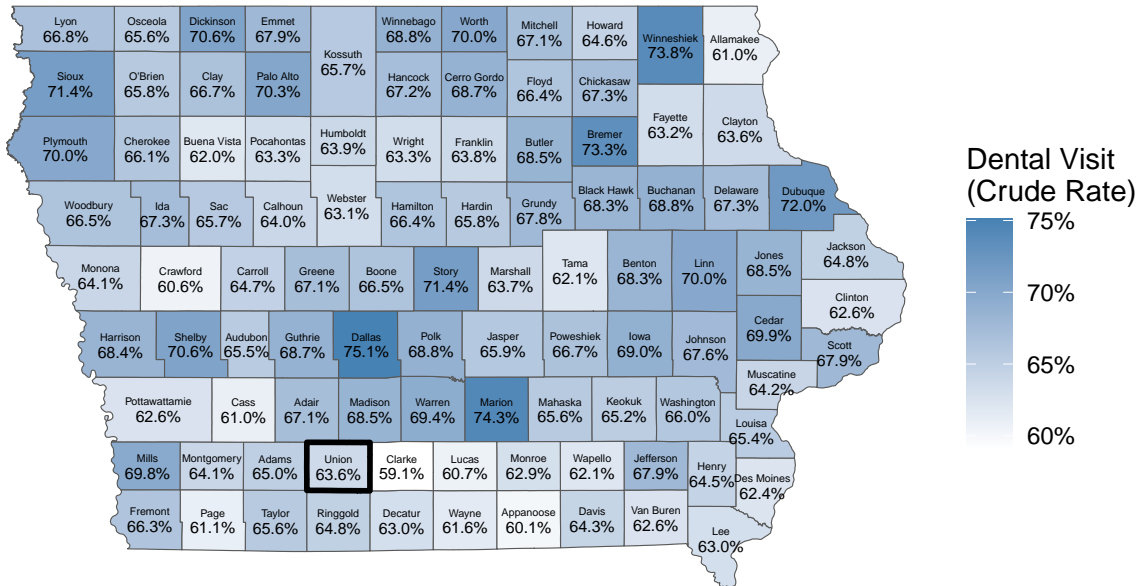 Lyon
66.8%
Osceola
65.6%
Dickinson
70.6%
Emmet
67.9%
Kossuth
65.7%
Winnebago
68.8%
Worth
70.0%
Mitchell
67.1%
Howard
64.6%
Winneshiek
73.8%
Allamakee
61.0%
Sioux
71.4%
O'Brien
65.8%
Clay
66.7%
Palo Alto
70.3%
Hancock
67.2%
Cerro Gordo
68.7%
Floyd
66.4%
Chickasaw
67.3%
Fayette
63.2%
Clayton
63.6%
Plymouth
70.0%
Cherokee
66.1%
Buena Vista
62.0%
Pocahontas
63.3%
Humboldt
63.9%
Wright
63.3%
Franklin
63.8%
Butler
68.5%
Bremer
73.3%
Woodbury
66.5%
Ida
67.3%
Sac
65.7%
Calhoun
64.0%
Webster
63.1%
Hamilton
66.4%
Hardin
65.8%
Grundy
67.8%
Black Hawk
68.3%
Buchanan
68.8%
Delaware
67.3%
Dubuque
72.0%
Monona
64.1%
Crawford
60.6%
Carroll
64.7%
Greene
67.1%
Boone
66.5%
Story
71.4%
Marshall
63.7%
Tama
62.1%
Benton
68.3%
Linn
70.0%
Jones
68.5%
Jackson
64.8%
Clinton
62.6%
Harrison
68.4%
Shelby
70.6%
Audubon
65.5%
Guthrie
68.7%
Dallas
75.1%
Polk
68.8%
Jasper
65.9%
Poweshiek
66.7%
Iowa
69.0%
Johnson
67.6%
Cedar
69.9%
Scott
67.9%
Muscatine
64.2%
Pottawattamie
62.6%
Cass
61.0%
Adair
67.1%
Madison
68.5%
Warren
69.4%
Marion
74.3%
Mahaska
65.6%
Keokuk
65.2%
Washington
66.0%
Louisa
65.4%
Mills
69.8%
Montgomery
64.1%
Adams
65.0%
Union
63.6%
Clarke
59.1%
Lucas
60.7%
Monroe
62.9%
Wapello
62.1%
Jefferson
67.9%
Henry
64.5%
Des Moines
62.4%
Fremont
66.3%
Page
61.1%
Taylor
65.6%
Ringgold
64.8%
Decatur
63.0%
Wayne
61.6%
Appanoose
60.1%
Davis
64.3%
Van Buren
62.6%
Lee
63.0%
Dental Visit
(Crude Rate)
75%
70%
65%
60%